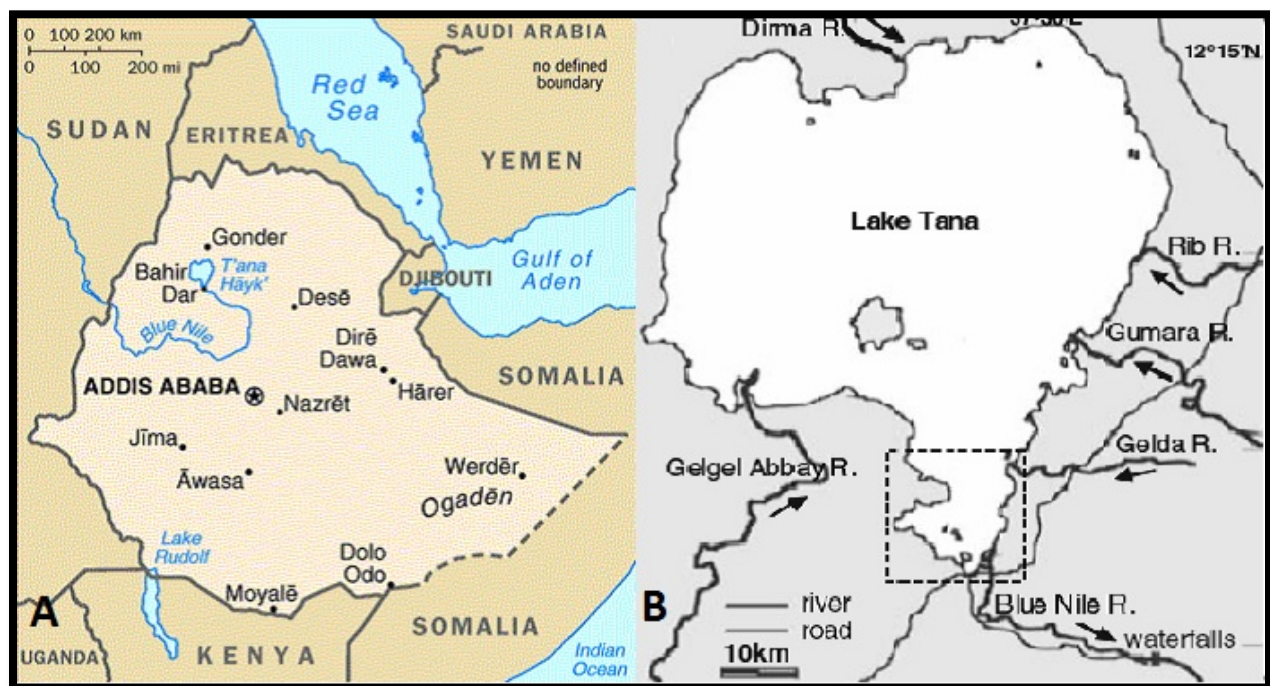 0 100 200 km
0 100 200 mi
SAUDI ARABIA
no defined
boundary
Red
Sea
SUDAN
ERITREA
YEMEN
Gonder
Bahir
Dar
T'ana
Hāyk'
Desē
DJIBOUTI
Gulf of
Aden
Blue Nile
Dirē
Dawa
ADDIS ABABA
Hārer
SOMALIA
Nazrēt
Jīma
Āwasa
Werdēr
Ogadēn
Lake
Rudolf
Dolo
Odo
Moyalē
A
UGANDA
KENYA
SOMALIA
Indian
Ocean
Dirma R.
37°30'E
12°15'N
Lake Tana
Rib R.
Gumara R.
Gelda R.
Gelgel Abbay R.
B
river
road
10km
Blue Nile R.
waterfalls